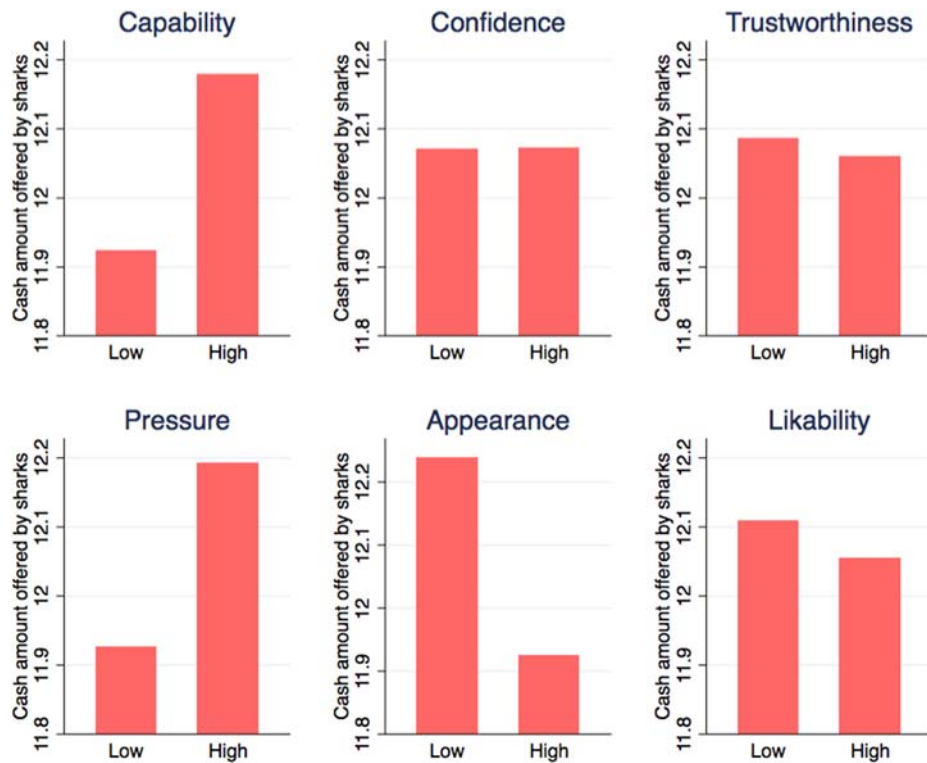 Capability
Cash amount offered by sharks
12.2
12.1
12
11.9
11.8
Low High
Confidence
Cash amount offered by sharks
12.2
12.1
12
11.9
11.8
Low High
Trustworthiness
Cash amount offered by sharks
12.2
12.1
12
11.9
11.8
Low High
Pressure
Cash amount offered by sharks
12.2
12.1
12
11.9
11.8
Low High
Appearance
Cash amount offered by sharks
12.2
12.1
12
11.9
11.8
Low High
Likability
Cash amount offered by sharks
12.2
12.1
12
11.9
11.8
Low High